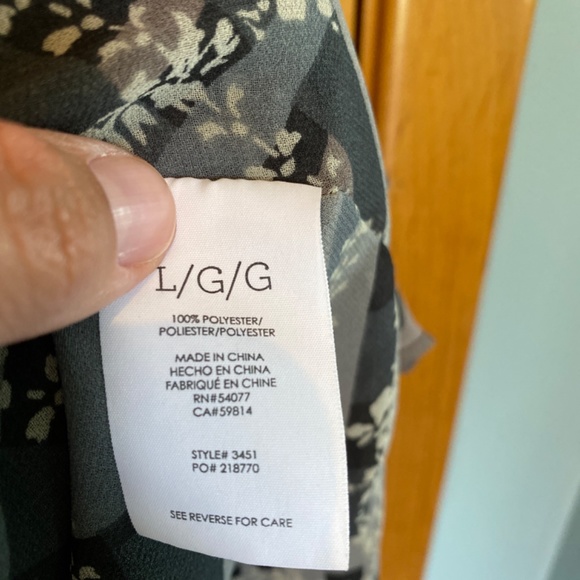 L/G/G
100% POLYESTER/
POLIESTER/POLYESTER
MADE IN CHINA
HECHO EN CHINA
FABRIQUÉ EN CHINE
RN#54077
CA#59814
STYLE# 3451
PO# 218770
SEE REVERSE FOR CARE